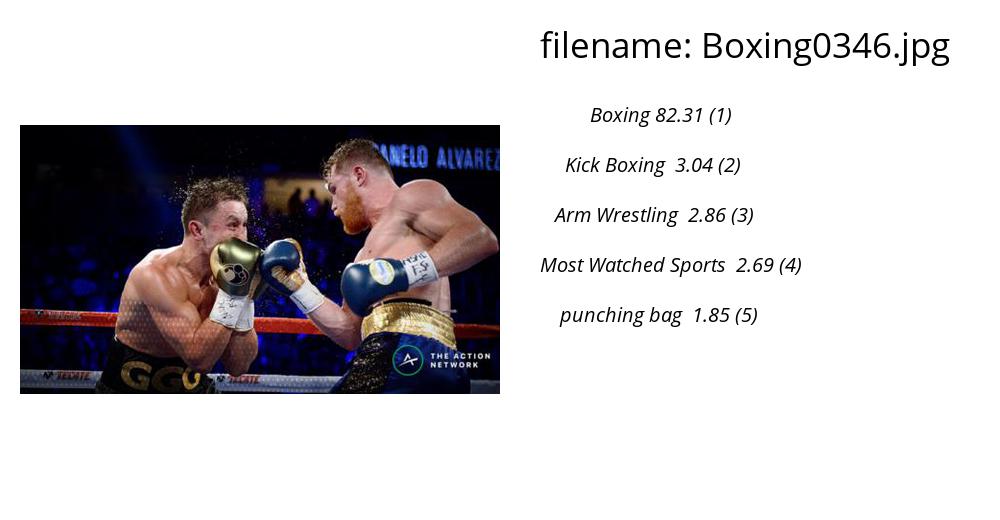 filename: Boxing0346.jpg
Boxing 82.31 (1)
Kick Boxing 3.04 (2)
Arm Wrestling 2.86 (3)
Most Watched Sports 2.69 (4)
punching bag 1.85 (5)
ANELO ALVAREZ
GGG
THE ACTION
NETWORK
TECATE
TECATE